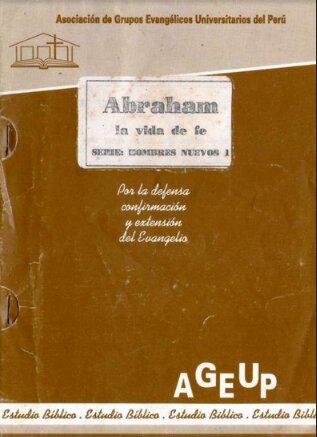 Asociación de Grupos Evangélicos Universitarios del Perú
Abraham
la vida de fe
SERIE: HOMBRES NUEVOS 1
Por la defensa
confirmación
y extensión
del Evangelio
AGEUP
Estudio Bíblico . Estudio Bíblico . Estudio Bíblico . Estudio Bíbl